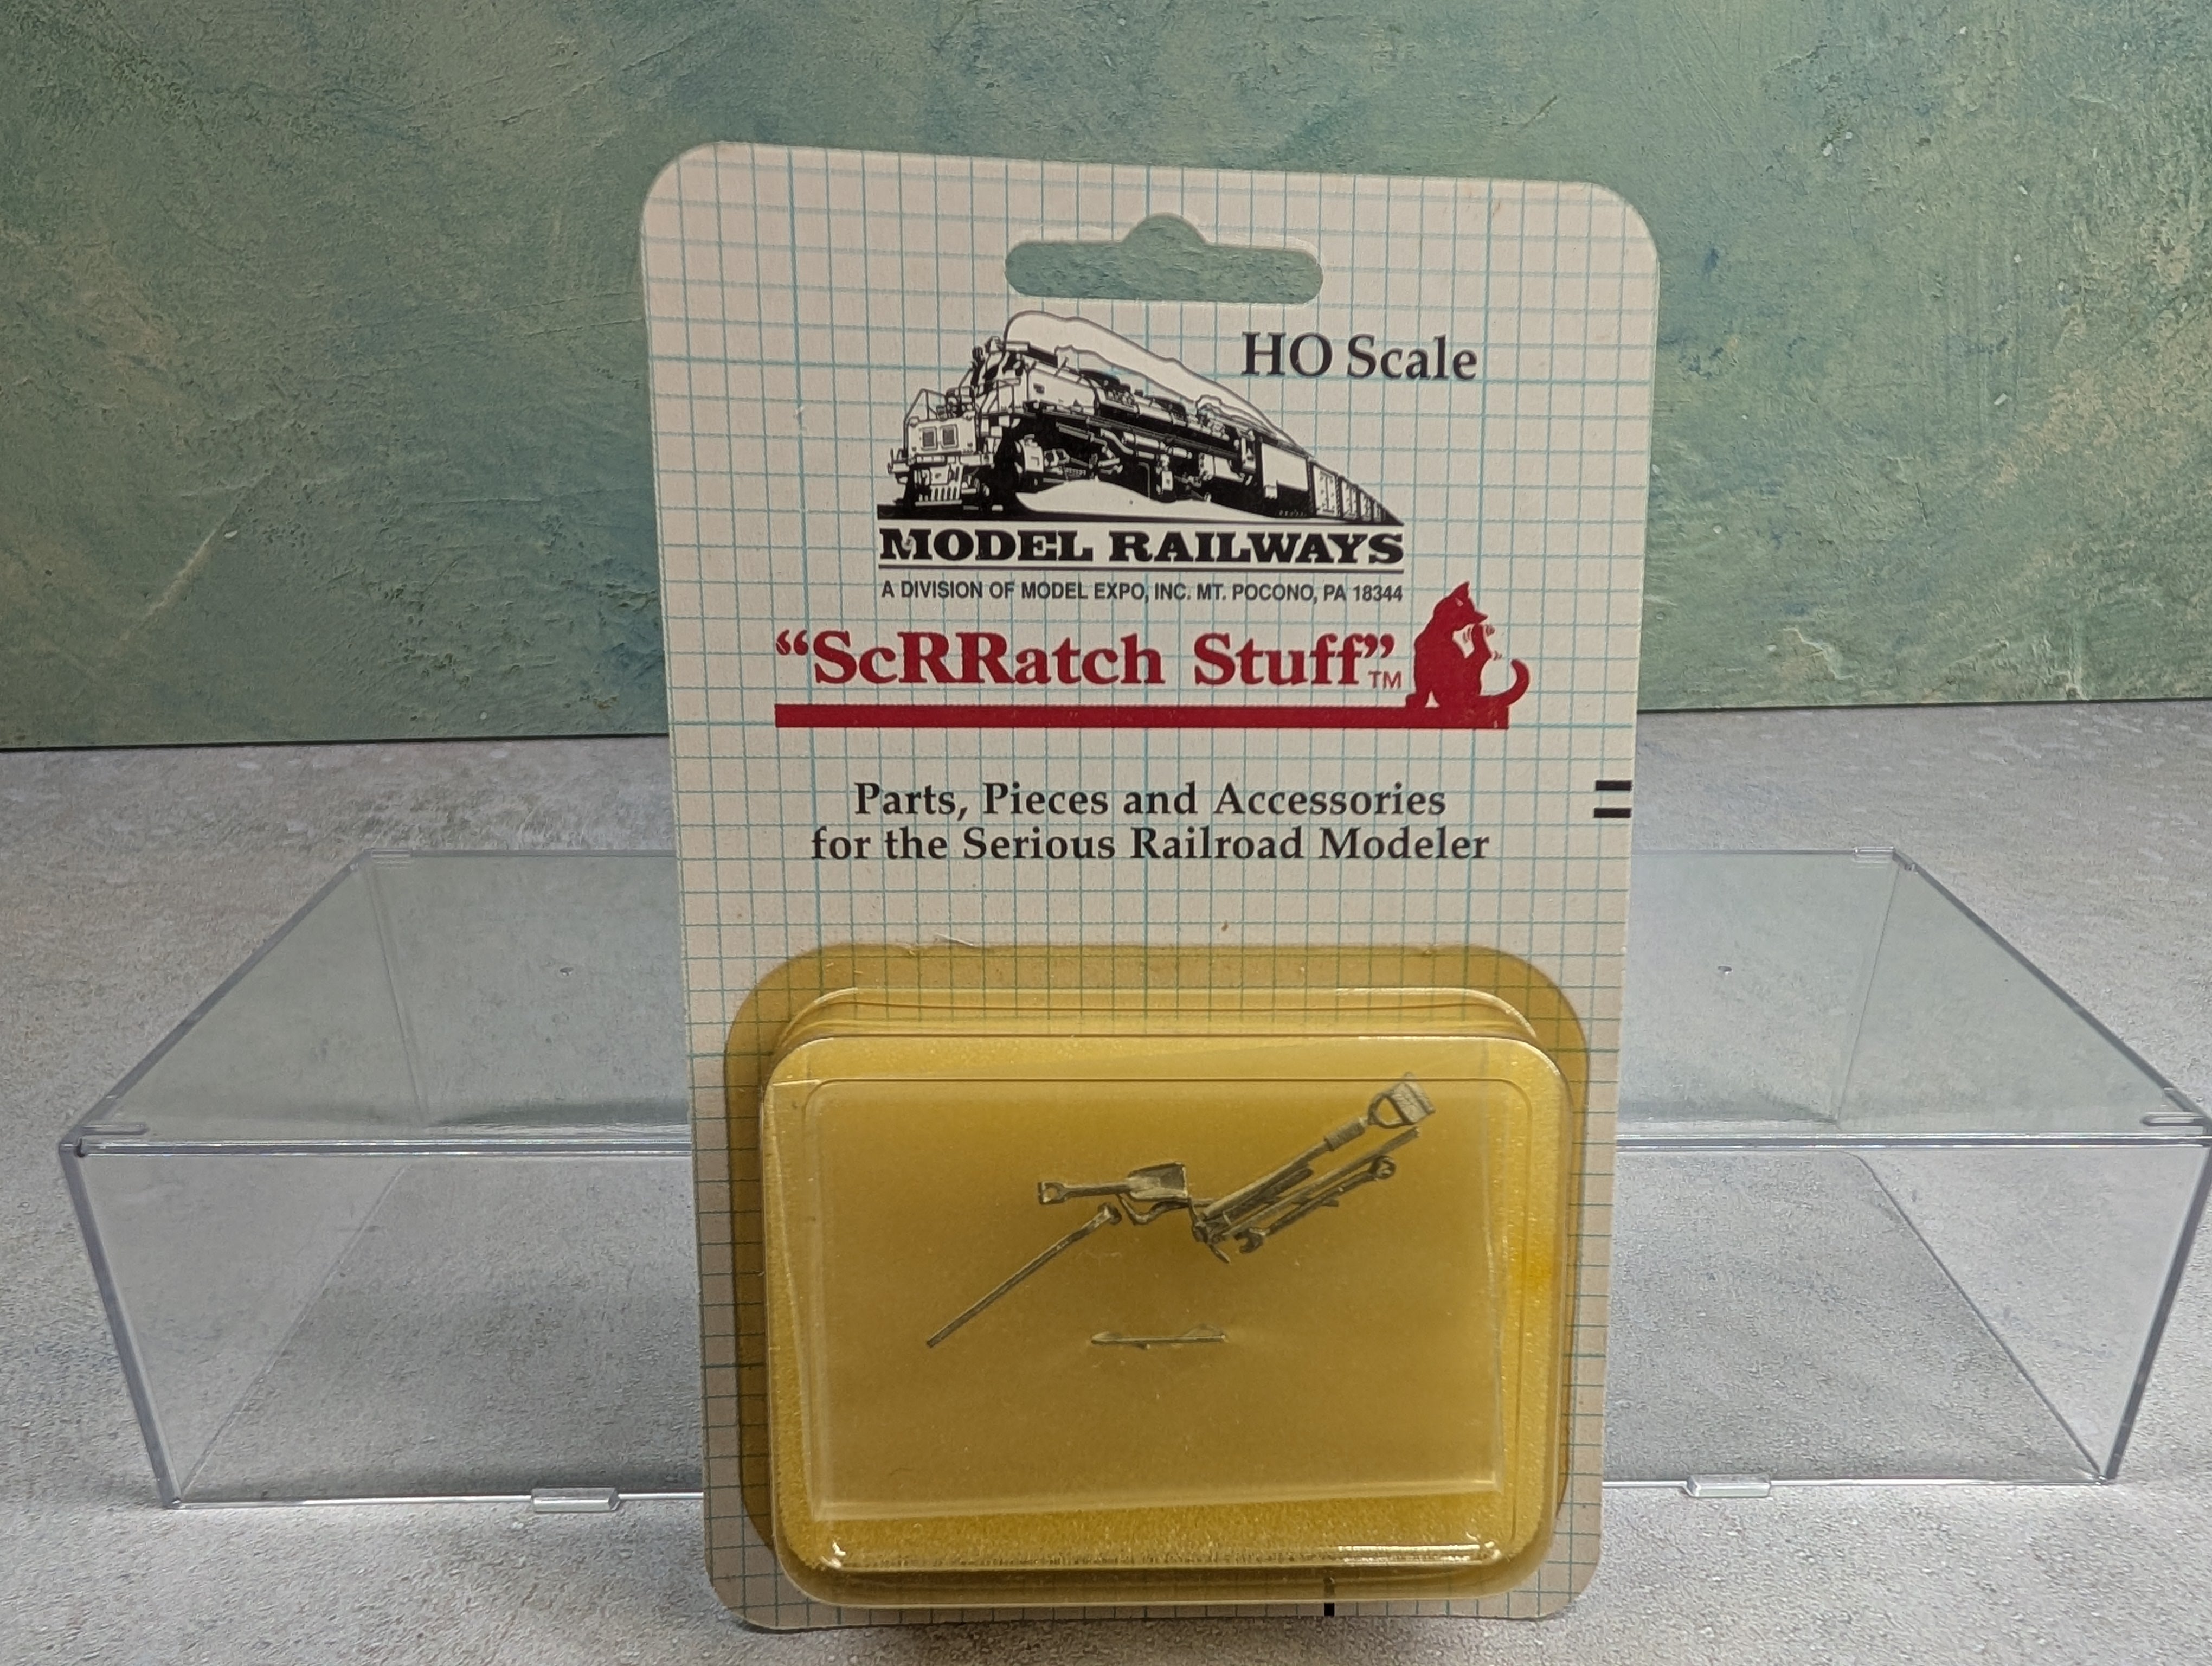 HO Scale
MODEL RAILWAYS
A DIVISION OF MODEL EXPO, INC. MT. POCONO, PA 18344
“ScRRatch Stuff”TM
Parts, Pieces and Accessories
for the Serious Railroad Modeler